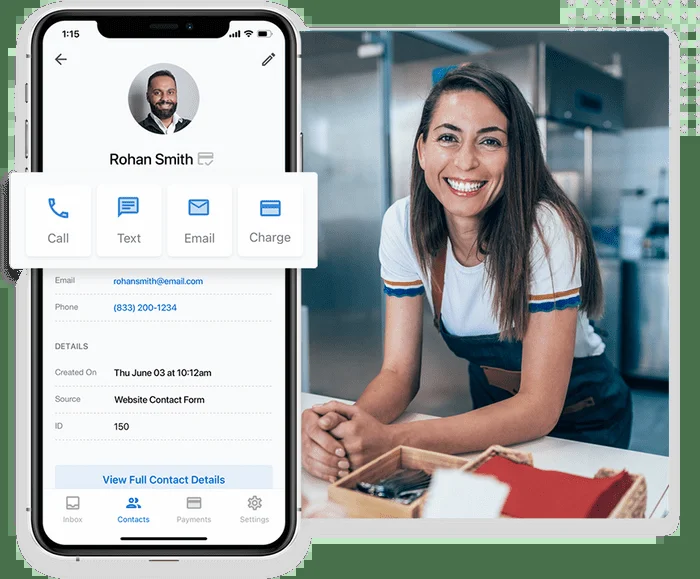 1:15
Rohan Smith
Call Text Email Charge
Email rohansmith@email.com
Phone (833) 200-1234
DETAILS
Created On Thu June 03 at 10:12am
Source Website Contact Form
ID 150
View Full Contact Details
Inbox Contacts Payments Settings